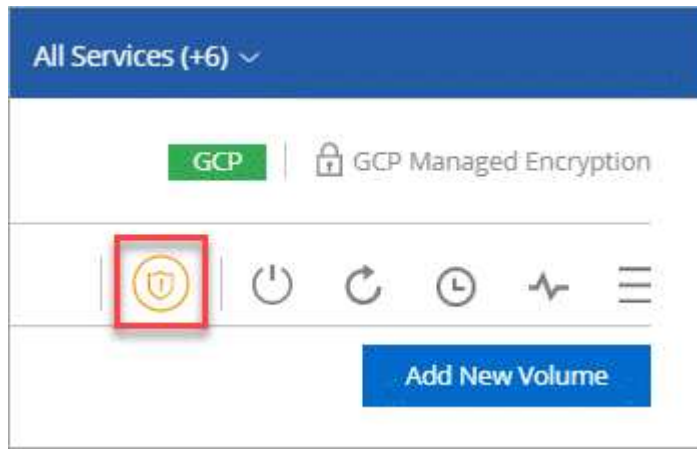 All Services (+6)
GCP
GCP Managed Encryption
Add New Volume